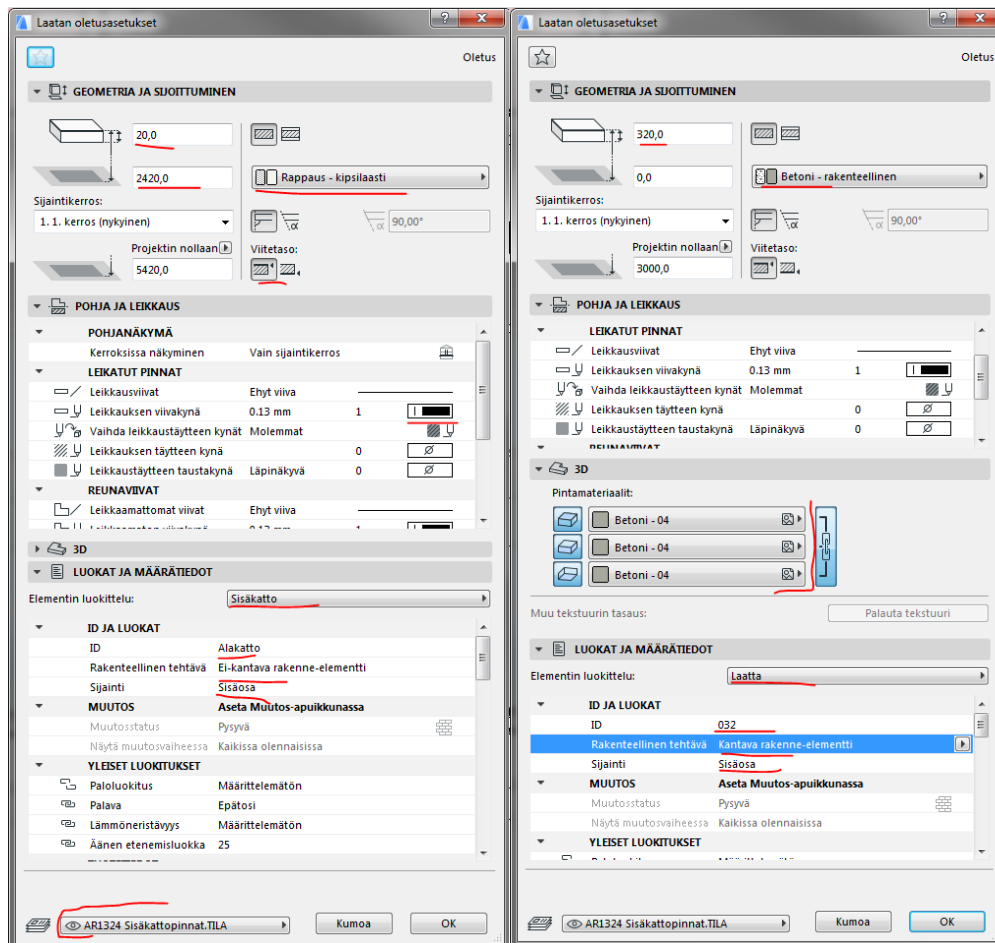 Laatan oletusasetukset
Oletus
GEOMETRIA JA SIJOITTUMINEN
20,0
2420,0
Rappaus - kipsilaasti
Sijaintikerros:
1. 1. kerros (nykyinen)
α
α 90,00°
Projektin nollaan
Viitetaso:
5420,0
POHJA JA LEIKKAUS
POHJANÄKYMÄ
Kerroksissa näkyminen Vain sijaintikerros
LEIKATUT PINNAT
Leikkausviivat Ehyt viiva
Leikkauksen viivakynä 0.13 mm 1
Vaihda leikkaustäytteen kynät Molemmat
Leikkauksen täytteen kynä 0
Leikkaustäytteen taustakynä Läpinäkyvä 0
REUNAVIIVAT
Leikkaamattomat viivat Ehyt viiva
Leikkaamaton viivakynä 0.13 mm 1
3D
LUOKAT JA MÄÄRÄTIEDOT
Elementin luokittelu: Sisäkatto
ID JA LUOKAT
ID Alakatto
Rakenteellinen tehtävä Ei-kantava rakenne-elementti
Sijainti Sisäosa
MUUTOS Aseta Muutos-apuikkunassa
Muutosstatus Pysyvä
Näytä muutosvaiheessa Kaikissa olennaisissa
YLEISET LUOKITUKSET
Paloluokitus Määrittelemätön
Palava Epätosi
Lämmöneristävyys Määrittelemätön
Äänen etenemisluokka 25
AR1324 Sisäkattopinnat.TILA
Kumoa
OK
Laatan oletusasetukset
Oletus
GEOMETRIA JA SIJOITTUMINEN
320,0
0,0
Betoni - rakenteellinen
Sijaintikerros:
1. 1. kerros (nykyinen)
α
α 90,00°
Projektin nollaan
Viitetaso:
3000,0
POHJA JA LEIKKAUS
LEIKATUT PINNAT
Leikkausviivat Ehyt viiva
Leikkauksen viivakynä 0.13 mm 1
Vaihda leikkaustäytteen kynät Molemmat
Leikkauksen täytteen kynä 0
Leikkaustäytteen taustakynä Läpinäkyvä 0
REUNAVIIVAT
3D
Pintamateriaalit:
Betoni - 04
Betoni - 04
Betoni - 04
Muu tekstuurin tasaus: Palauta tekstuuri
LUOKAT JA MÄÄRÄTIEDOT
Elementin luokittelu: Laatta
ID JA LUOKAT
ID 032
Rakenteellinen tehtävä Kantava rakenne-elementti
Sijainti Sisäosa
MUUTOS Aseta Muutos-apuikkunassa
Muutosstatus Pysyvä
Näytä muutosvaiheessa Kaikissa olennaisissa
YLEISET LUOKITUKSET
AR1324 Sisäkattopinnat.TILA
Kumoa
OK